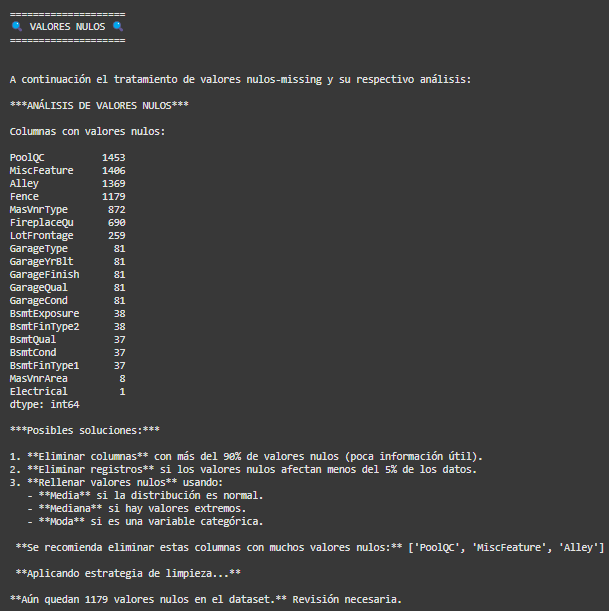 ====================
🔍 VALORES NULOS 🔍
====================
A continuación el tratamiento de valores nulos-missing y su respectivo análisis:
***ANÁLISIS DE VALORES NULOS***
Columnas con valores nulos:
PoolQC 1453
MiscFeature 1406
Alley 1369
Fence 1179
MasVnrType 872
FireplaceQu 690
LotFrontage 259
GarageType 81
GarageYrBlt 81
GarageFinish 81
GarageQual 81
GarageCond 81
BsmtExposure 38
BsmtFinType2 38
BsmtQual 37
BsmtCond 37
BsmtFinType1 37
MasVnrArea 8
Electrical 1
dtype: int64
***Posibles soluciones:***
1. **Eliminar columnas** con más del 90% de valores nulos (poca información útil).
2. **Eliminar registros** si los valores nulos afectan menos del 5% de los datos.
3. **Rellenar valores nulos** usando:
- **Media** si la distribución es normal.
- **Mediana** si hay valores extremos.
- **Moda** si es una variable categórica.
**Se recomienda eliminar estas columnas con muchos valores nulos:** ['PoolQC', 'MiscFeature', 'Alley']
**Aplicando estrategia de limpieza...**
**Aún quedan 1179 valores nulos en el dataset.** Revisión necesaria.